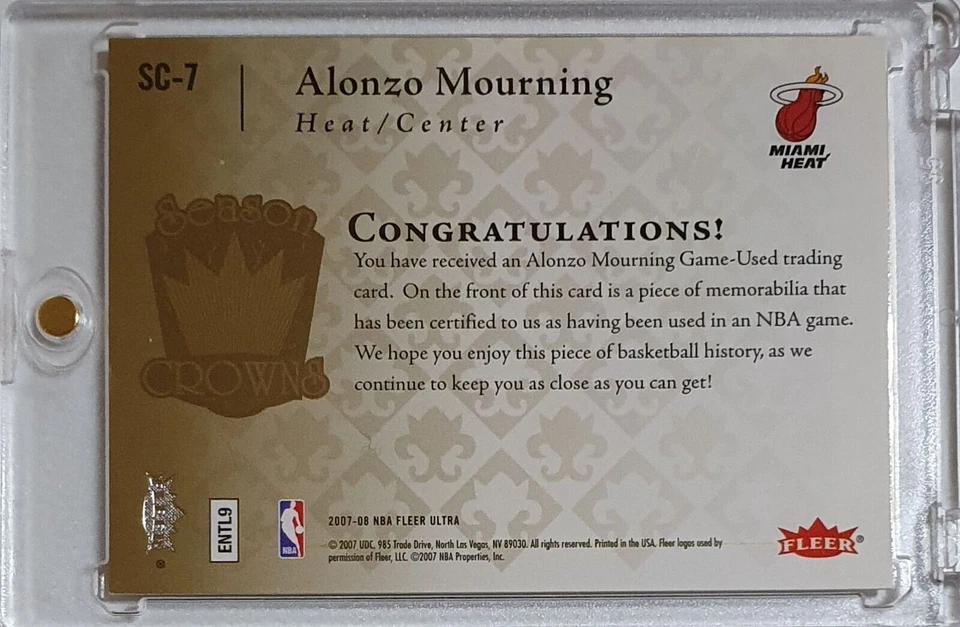 SC-7
Alonzo Mourning
Heat/Center
MIAMI
HEAT
Season
CROWNS
CONGRATULATIONS!
You have received an Alonzo Mourning Game-Used trading
card. On the front of this card is a piece of memorabilia that
has been certified to us as having been used in an NBA game.
We hope you enjoy this piece of basketball history, as we
continue to keep you as close as you can get!
ENTL9
NBA
2007-08 NBA FLEER ULTRA
© 2007 UDC. 985 Trade Drive, North Las Vegas, NV 89030. All rights reserved. Printed in the USA. Fleer logos used by
permission of Fleer, LLC. ©2007 NBA Properties, Inc.
FLEER®